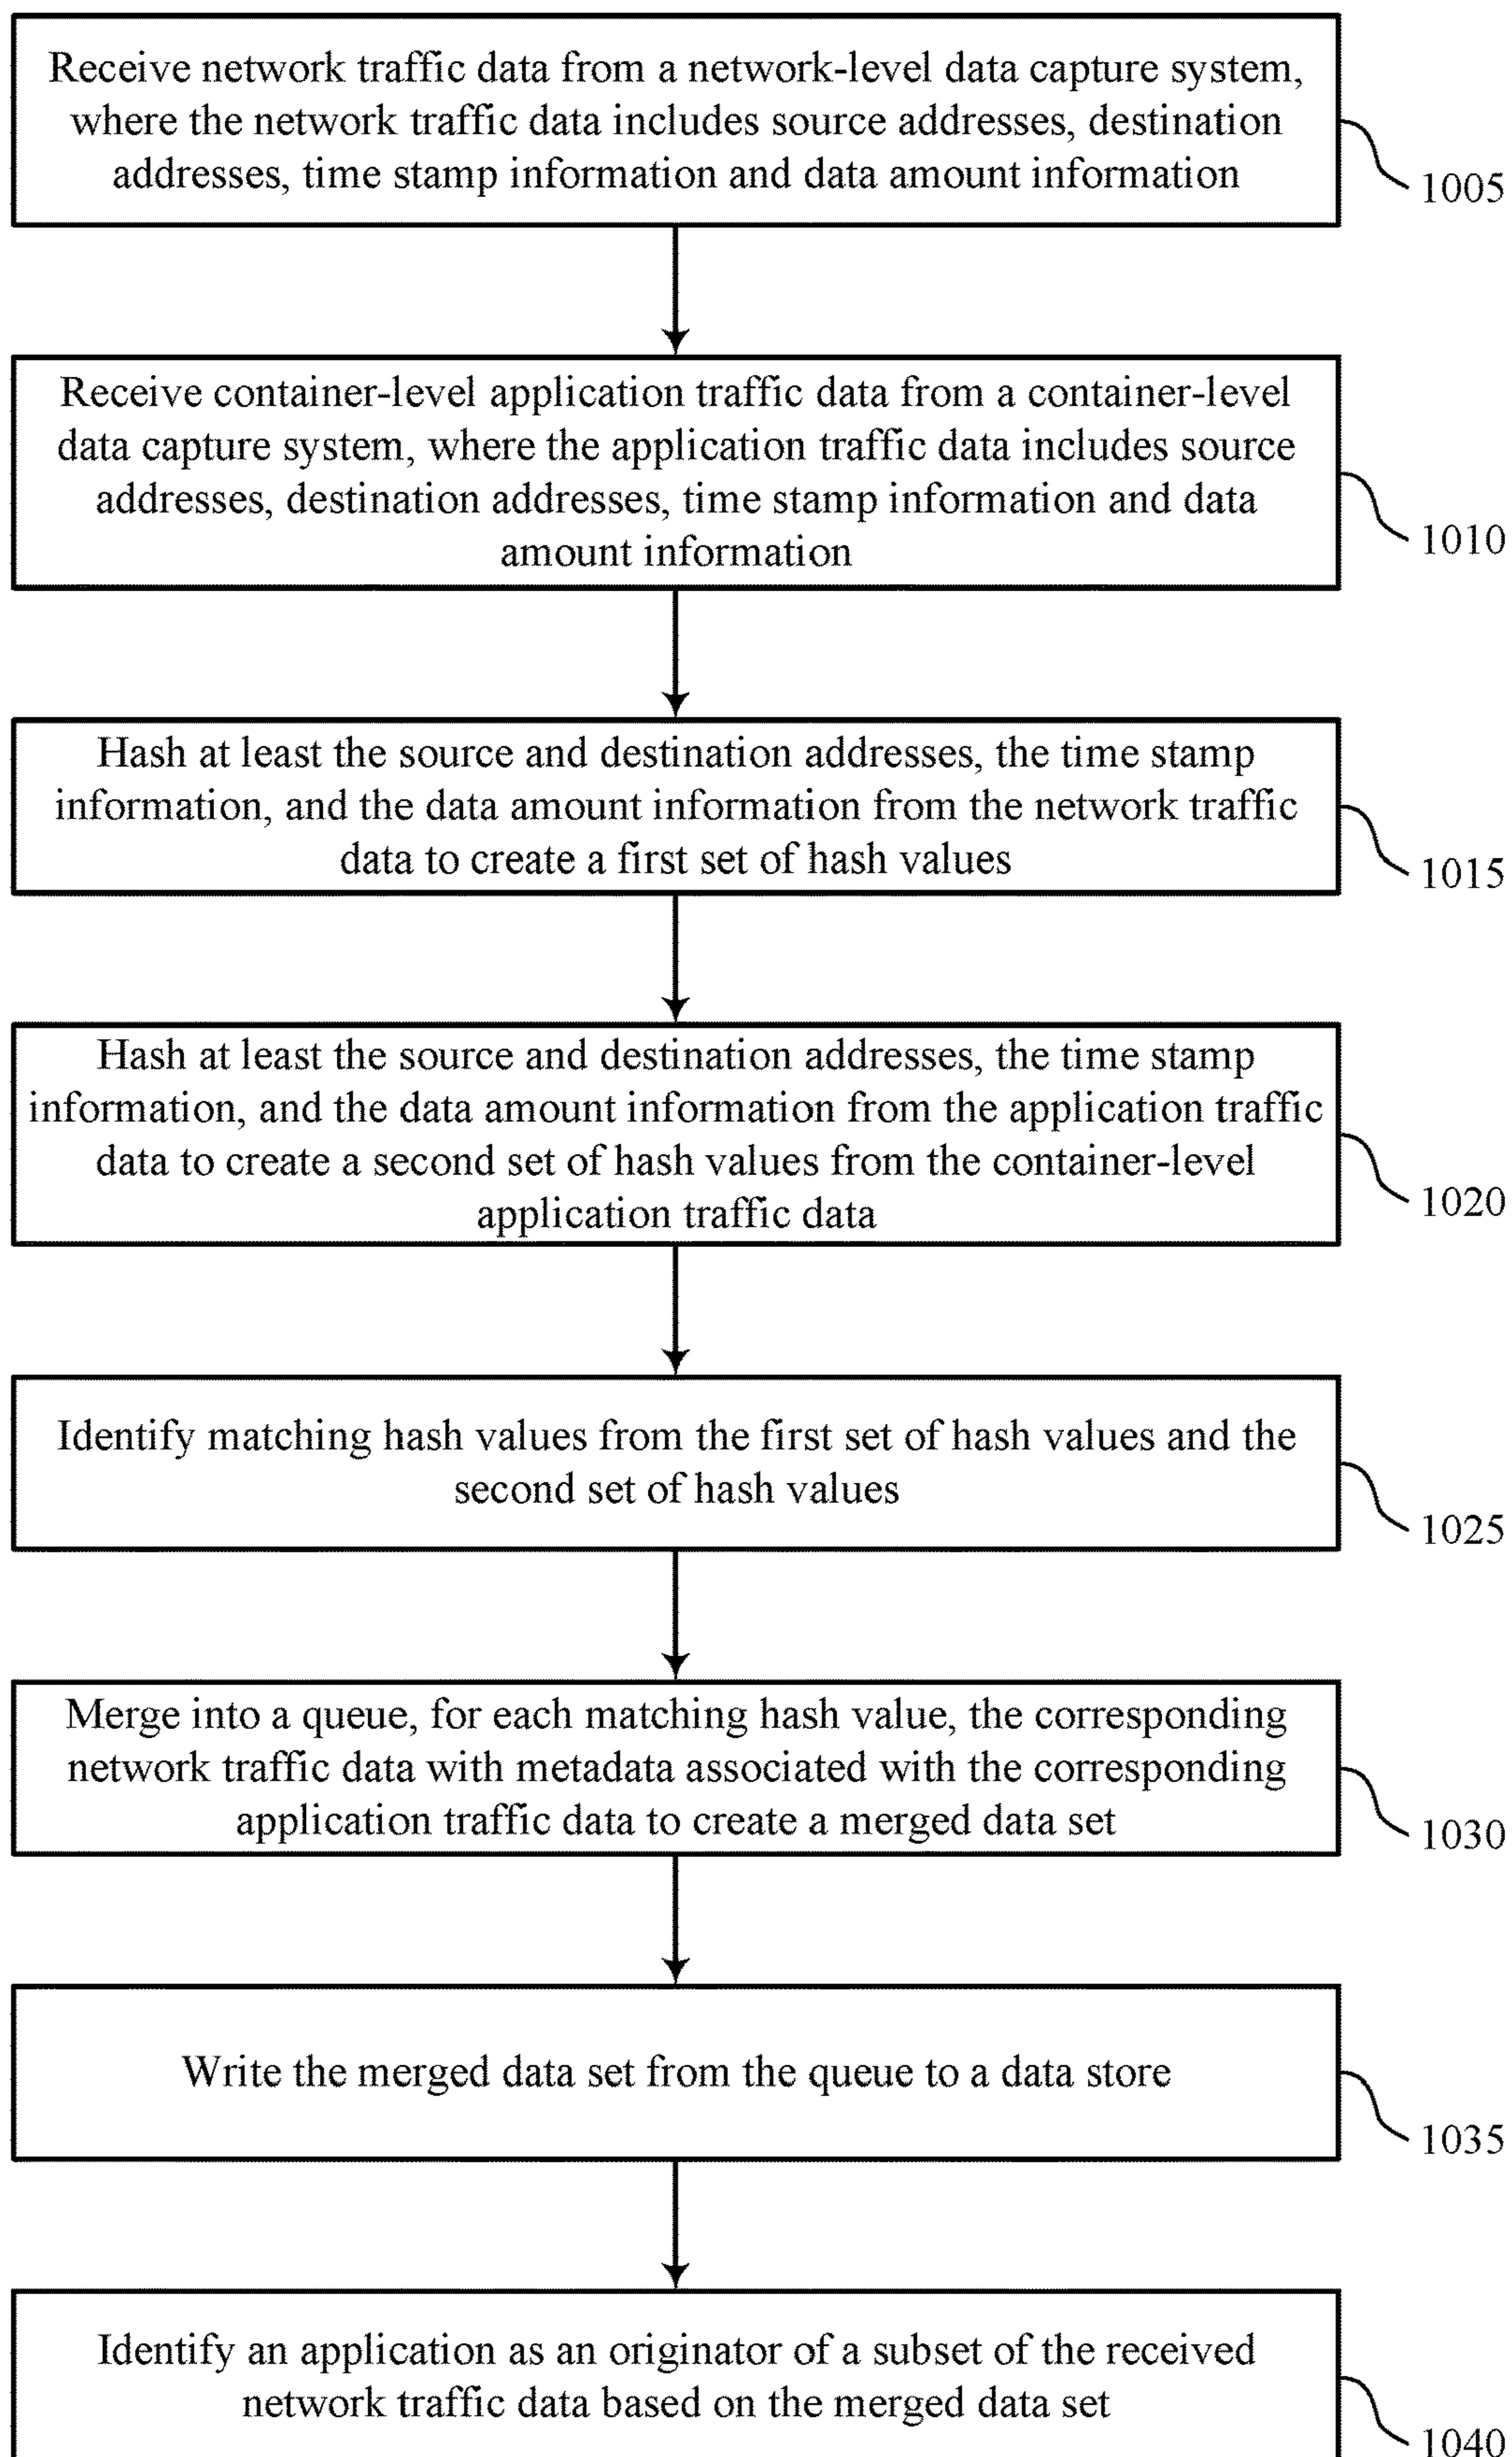 Receive network traffic data from a network-level data capture system,
where the network traffic data includes source addresses, destination
addresses, time stamp information and data amount information
1005
Receive container-level application traffic data from a container-level
data capture system, where the application traffic data includes source
addresses, destination addresses, time stamp information and data
amount information
1010
Hash at least the source and destination addresses, the time stamp
information, and the data amount information from the network traffic
data to create a first set of hash values
1015
Hash at least the source and destination addresses, the time stamp
information, and the data amount information from the application traffic
data to create a second set of hash values from the container-level
application traffic data
1020
Identify matching hash values from the first set of hash values and the
second set of hash values
1025
Merge into a queue, for each matching hash value, the corresponding
network traffic data with metadata associated with the corresponding
application traffic data to create a merged data set
1030
Write the merged data set from the queue to a data store
1035
Identify an application as an originator of a subset of the received
network traffic data based on the merged data set
1040